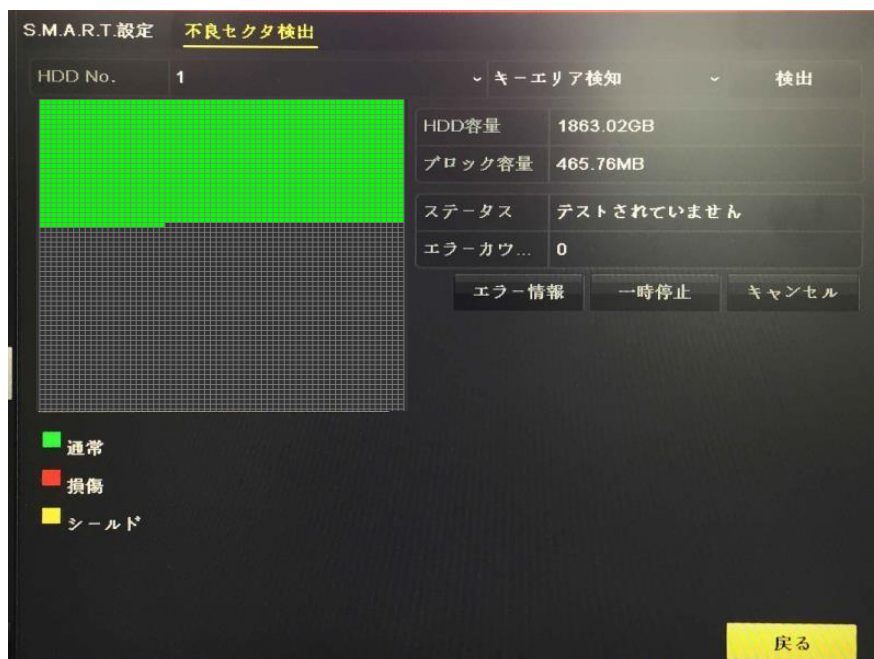 S.M.A.R.T.設定 不良セクタ検出
HDD No. 1 キーエリア検知 検出
HDD容量 1863.02GB
ブロック容量 465.76MB
ステータス テストされていません
エラーカウ... 0
エラー情報 一時停止 キャンセル
通常
損傷
シールド
戻る